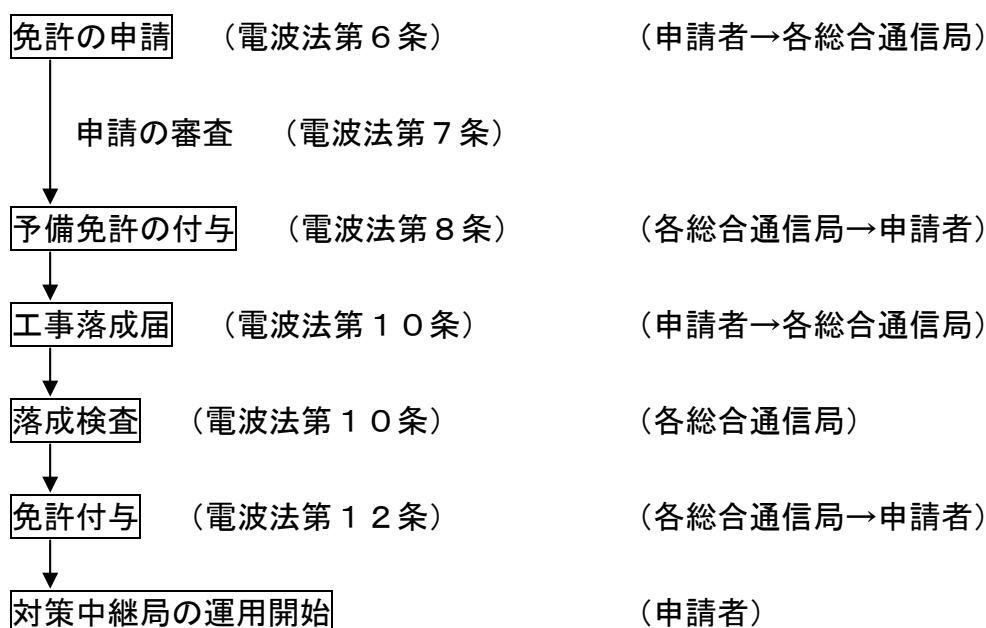 免許の申請 （電波法第６条） （申請者→各総合通信局）
申請の審査 （電波法第７条）
予備免許の付与 （電波法第８条） （各総合通信局→申請者）
工事落成届 （電波法第１０条） （申請者→各総合通信局）
落成検査 （電波法第１０条） （各総合通信局）
免許付与 （電波法第１２条） （各総合通信局→申請者）
対策中継局の運用開始 （申請者）